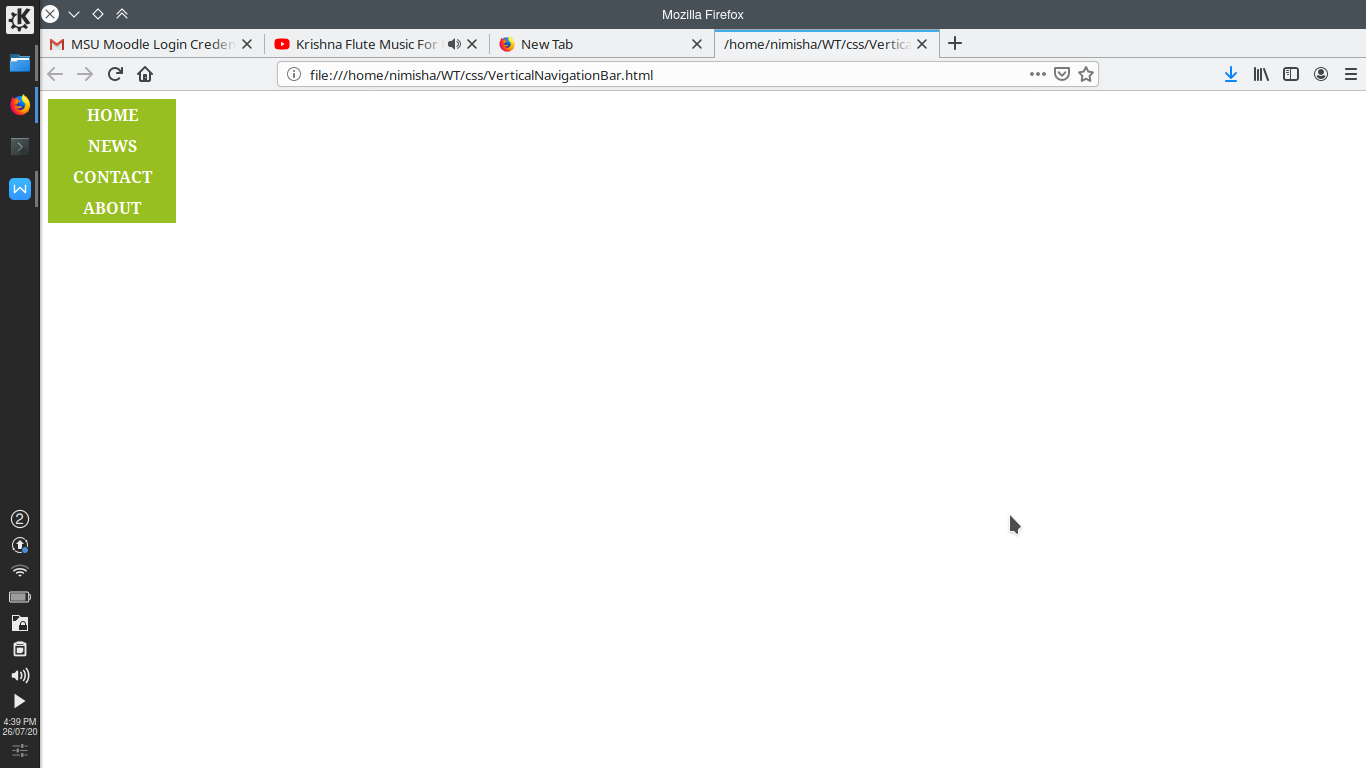 Mozilla Firefox
MSU Moodle Login Creden
Krishna Flute Music For
New Tab
/home/nimisha/WT/css/Vertica
file:///home/nimisha/WT/css/VerticalNavigationBar.html
HOME
NEWS
CONTACT
ABOUT
2
4:39 PM
26/07/20